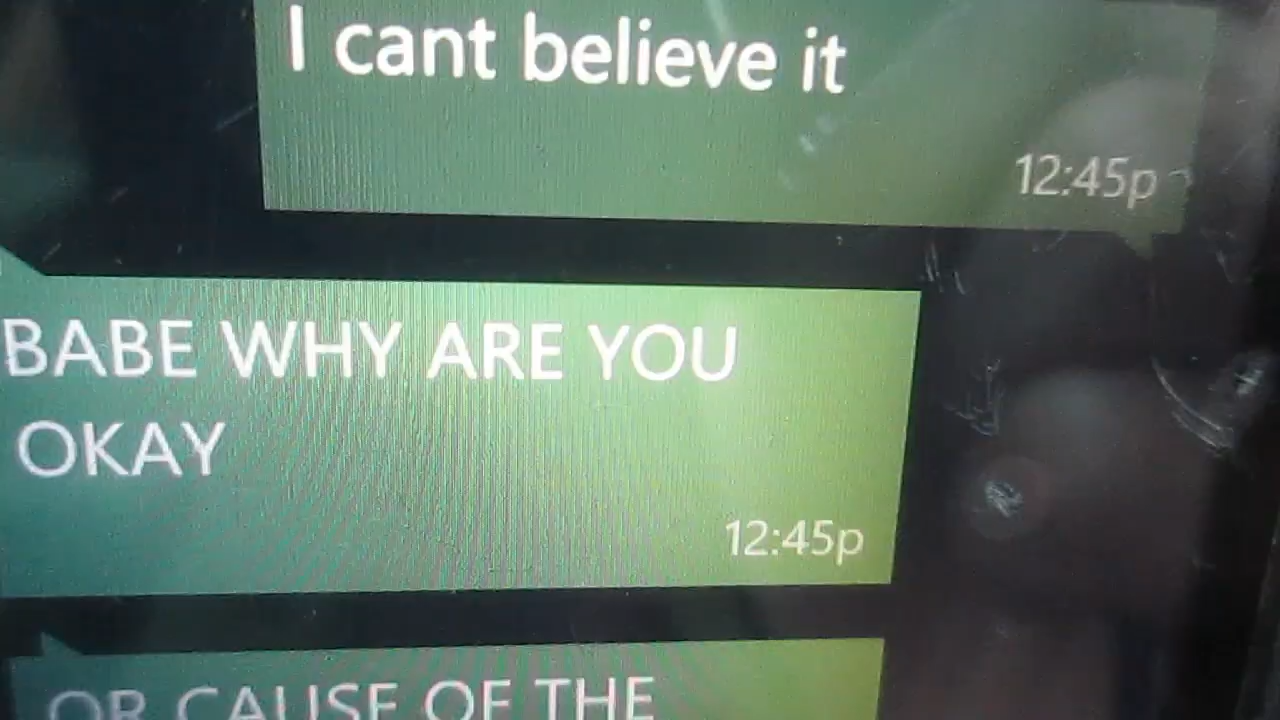 I cant believe it
12:45p
BABE WHY ARE YOU
OKAY
12:45p
OR CAUSE OF THE